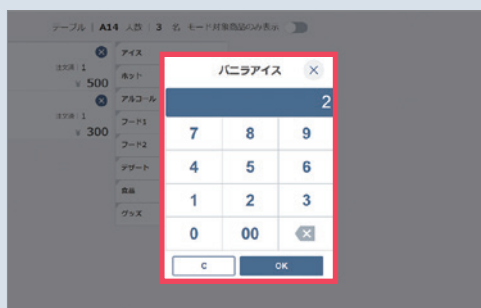 テーブル | A14 人数 | 3 名 モード対象商品のみ表示
アイス
注文済 | 1
¥ 500
ホット
アルコール
注文済 | 1
¥ 300
フード1
フード2
デザート
食品
グッズ
バニラアイス ×
2
7 8 9
4 5 6
1 2 3
0 00
C OK